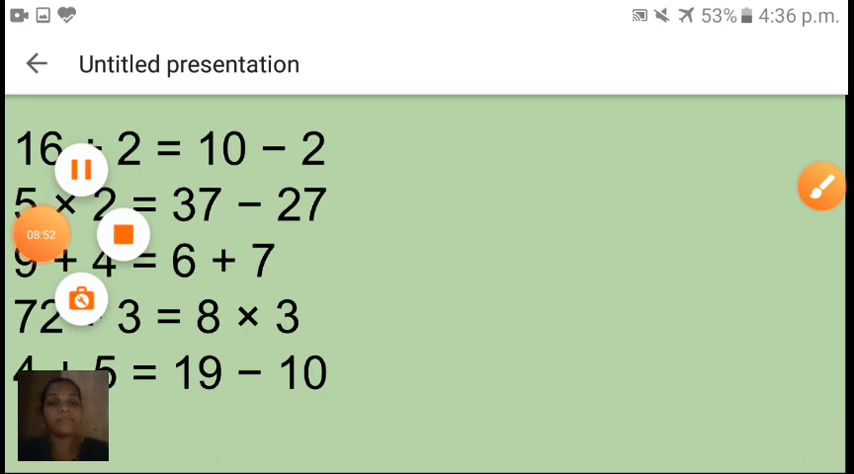 53% 4:36 p.m.
Untitled presentation
16 ÷ 2 = 10 − 2
5 × 2 = 37 − 27
08:52
9 + 4 = 6 + 7
72 ÷ 3 = 8 × 3
4 + 5 = 19 − 10